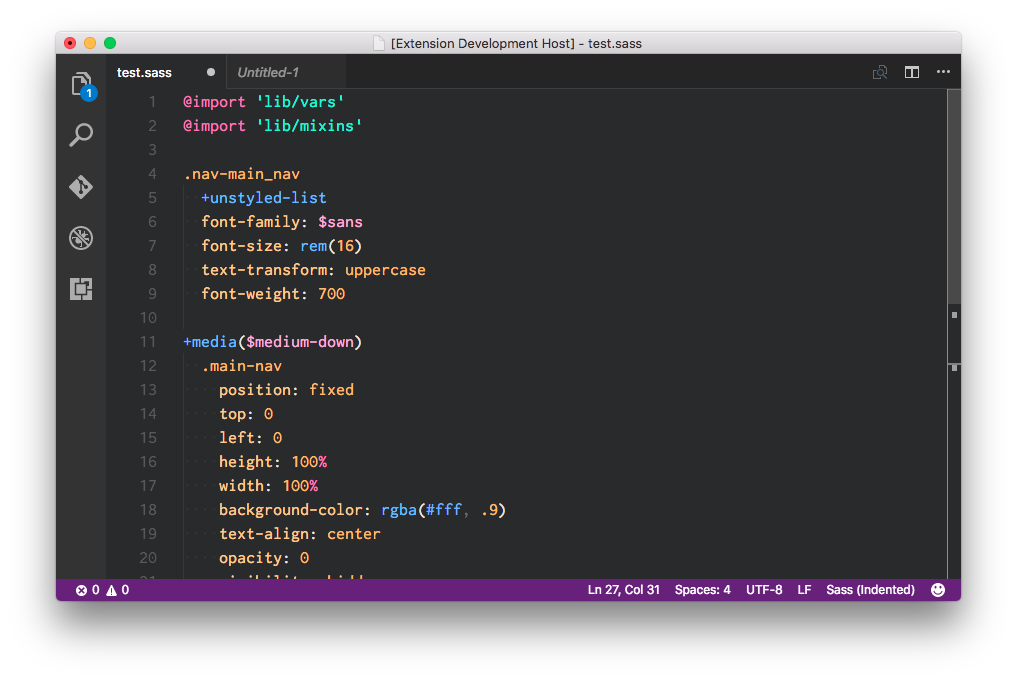 [Extension Development Host] - test.sass
test.sass Untitled-1
1
1 @import 'lib/vars'
2 @import 'lib/mixins'
3
4 .nav-main_nav
5 +unstyled-list
6 font-family: $sans
7 font-size: rem(16)
8 text-transform: uppercase
9 font-weight: 700
10
11 +media($medium-down)
12 .main-nav
13 position: fixed
14 top: 0
15 left: 0
16 height: 100%
17 width: 100%
18 background-color: rgba(#fff, .9)
19 text-align: center
20 opacity: 0
0 0 Ln 27, Col 31 Spaces: 4 UTF-8 LF Sass (Indented)